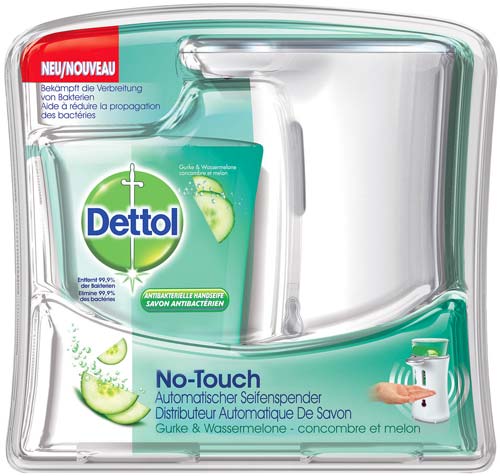 NEU/NOUVEAU
Bekämpft die Verbreitung
von Bakterien
Aide à réduire la propagation
des bactéries
Gurke & Wassermelone
concombre et melon
Dettol
Entfernt 99,9%
der Bakterien
Elimine 99,9%
des bactéries
ANTIBAKTERIELLE HANDSEIFE
SAVON ANTIBACTÉRIEN
No-Touch
Automatischer Seifenspender
Distributeur Automatique De Savon
Gurke & Wassermelone - concombre et melon